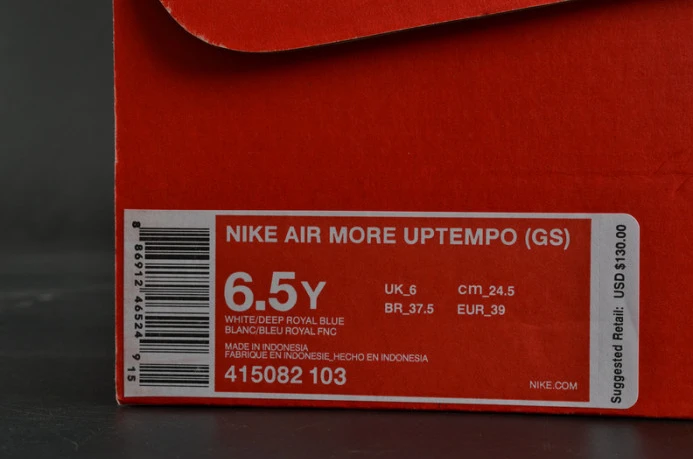 NIKE AIR MORE UPTEMPO (GS)
6.5Y
UK_6
cm_24.5
BR_37.5
EUR_39
WHITE/DEEP ROYAL BLUE
BLANC/BLEU ROYAL FNC
MADE IN INDONESIA
FABRIQUE EN INDONESIE_HECHO EN INDONESIA
415082 103
NIKE.COM
8 86912 46524 9 15
Suggested Retail: USD $130.00